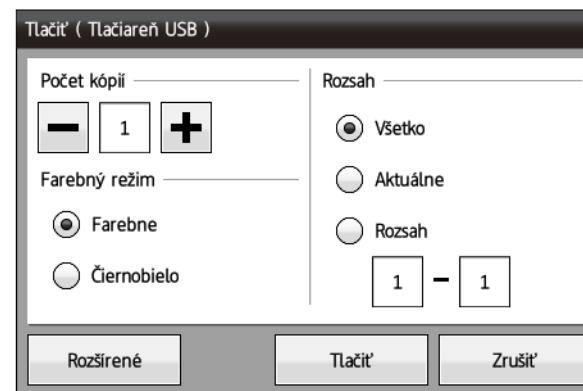 Tlačiť ( Tlačiareň USB )
Počet kópií
1
Farebný režim
Farebne
Čiernobielo
Rozsah
Všetko
Aktuálne
Rozsah
1 – 1
Rozšírené
Tlačiť
Zrušiť